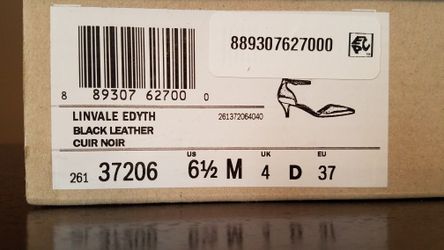 889307627000
8 89307 62700 0
LINVALE EDYTH
261372064040
BLACK LEATHER
CUIR NOIR
US UK EU
261 37206 6½ M 4 D 37